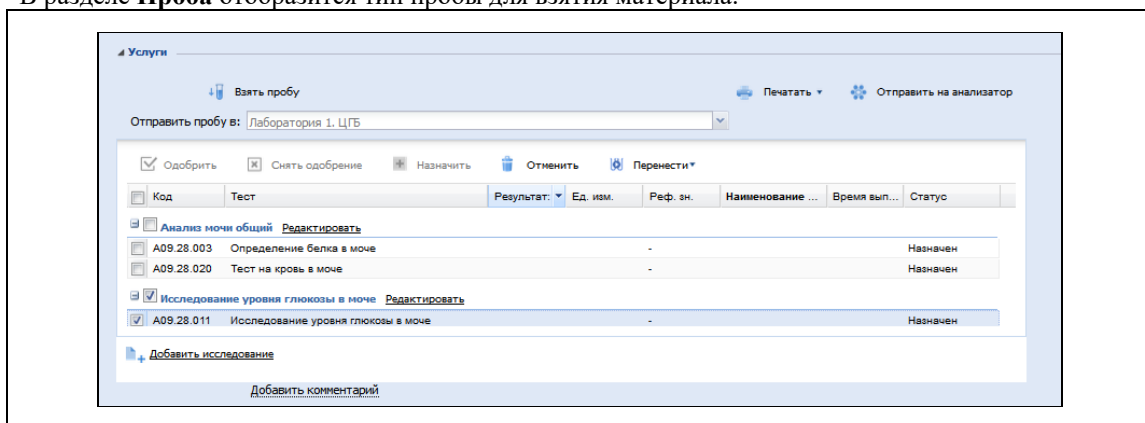 В разделе Проба отобразится тип пробы для взятия материала.
Услуги
Взять пробу Печатать Отправить на анализатор
Отправить пробу в: Лаборатория 1. ЦГБ
Одобрить Снять одобрение Назначить Отменить Перенести
Код Тест Результат: Ед. изм. Реф. зн. Наименование ... Время вып... Статус
Анализ мочи общий Редактировать
A09.28.003 Определение белка в моче - Назначен
A09.28.020 Тест на кровь в моче - Назначен
Исследование уровня глюкозы в моче Редактировать
A09.28.011 Исследование уровня глюкозы в моче - Назначен
Добавить исследование
Добавить комментарий